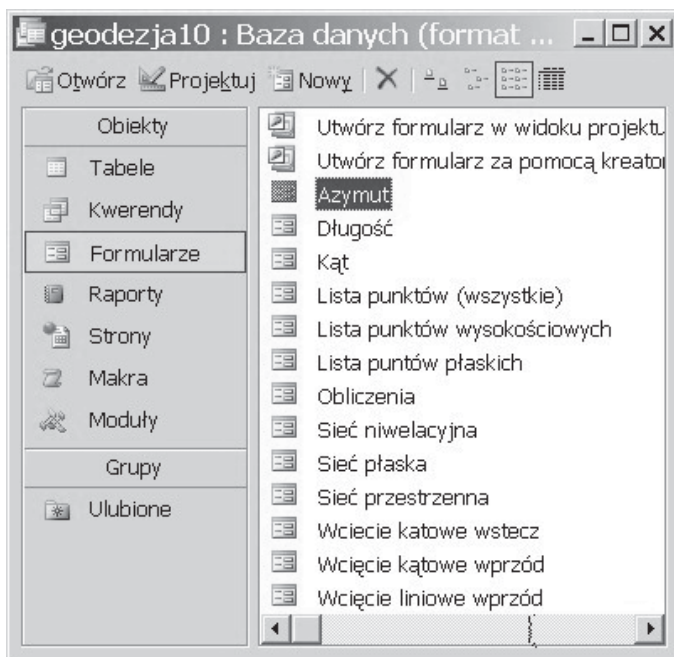 geodezja10 : Baza danych (format ...
Otwórz Projektuj Nowy
Obiekty
Tabele
Kwerendy
Formularze
Raporty
Strony
Makra
Moduły
Grupy
Ulubione
Utwórz formularz w widoku projektu
Utwórz formularz za pomocą kreator
Azymut
Długość
Kąt
Lista punktów (wszystkie)
Lista punktów wysokościowych
Lista puntów płaskich
Obliczenia
Sieć niwelacyjna
Sieć płaska
Sieć przestrzenna
Wciecie katowe wstecz
Wcięcie kątowe wprzód
Wcięcie liniowe wprzód